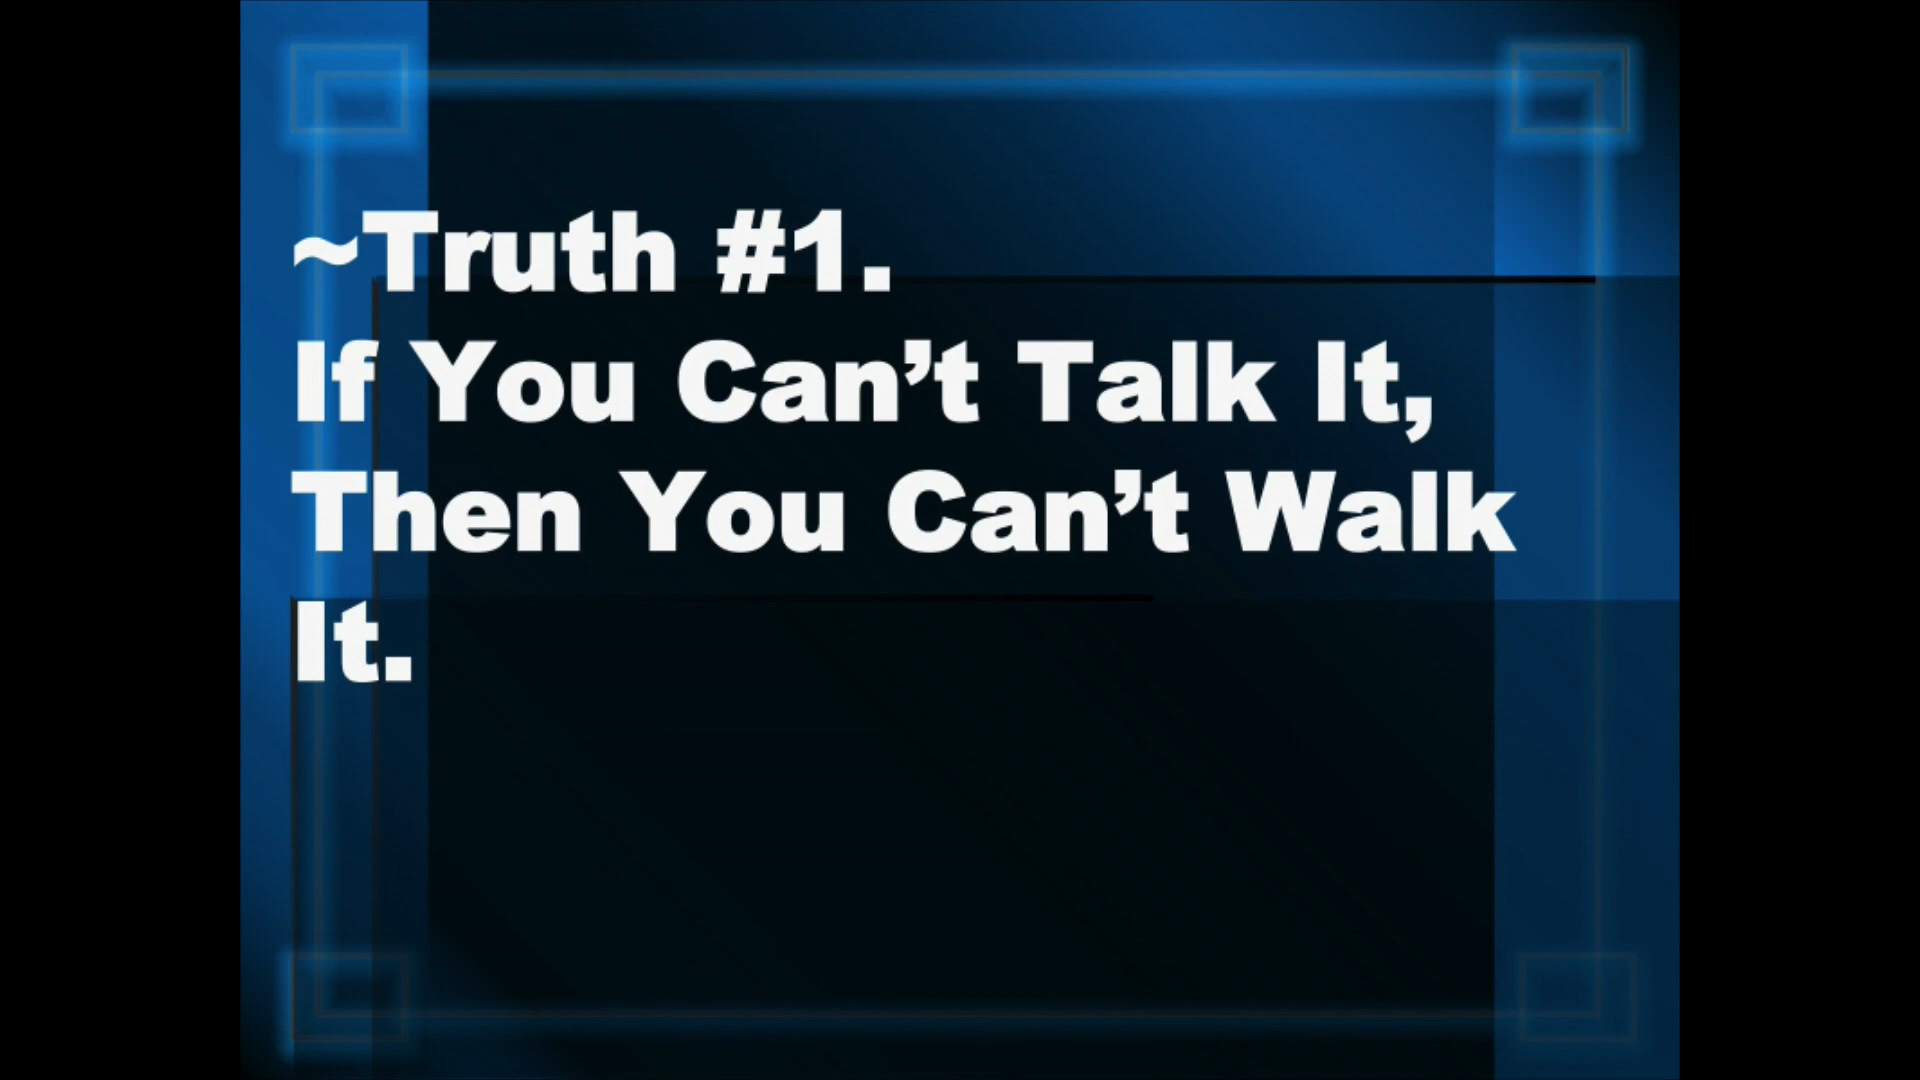 ~Truth #1.
If You Can’t Talk It,
Then You Can’t Walk
It.